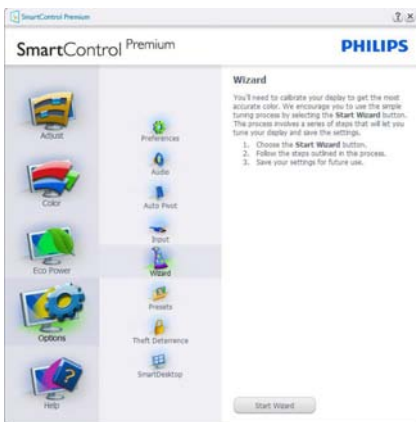 SmartControl Premium
SmartControl Premium
PHILIPS
Adjust
Color
Eco Power
Options
Help
Preferences
Audio
Auto Pivot
Input
Wizard
Presets
Theft Deterrence
SmartDesktop
Wizard
You'll need to calibrate your display to get the most
accurate color. We encourage you to use the simple
tuning process by selecting the Start Wizard button.
This process involves a series of steps that will let you
tune your display and save the settings.
1. Choose the Start Wizard button.
2. Follow the steps outlined in the process.
3. Save your settings for future use.
Start Wizard